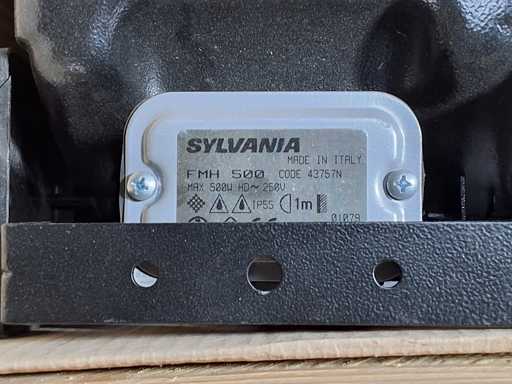 SYLVANIA
MADE IN ITALY
FMH 500 CODE 43757N
MAX 500W HD~ 250V
IP55 1m
01079